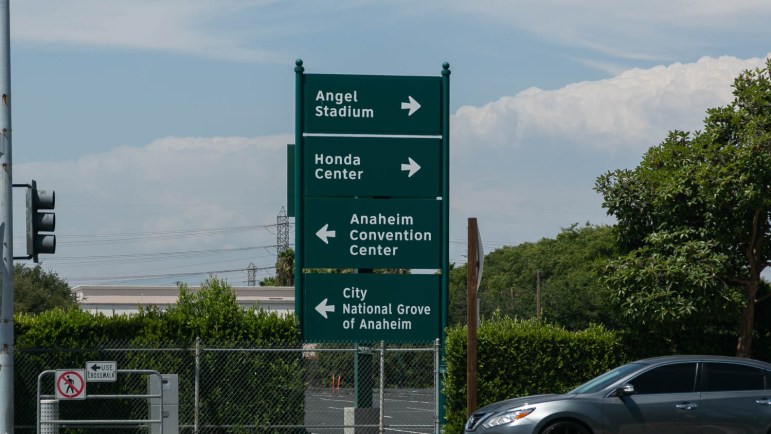 Angel
Stadium
Honda
Center
Anaheim
Convention
Center
City
National Grove
of Anaheim
USE
CROSSWALK